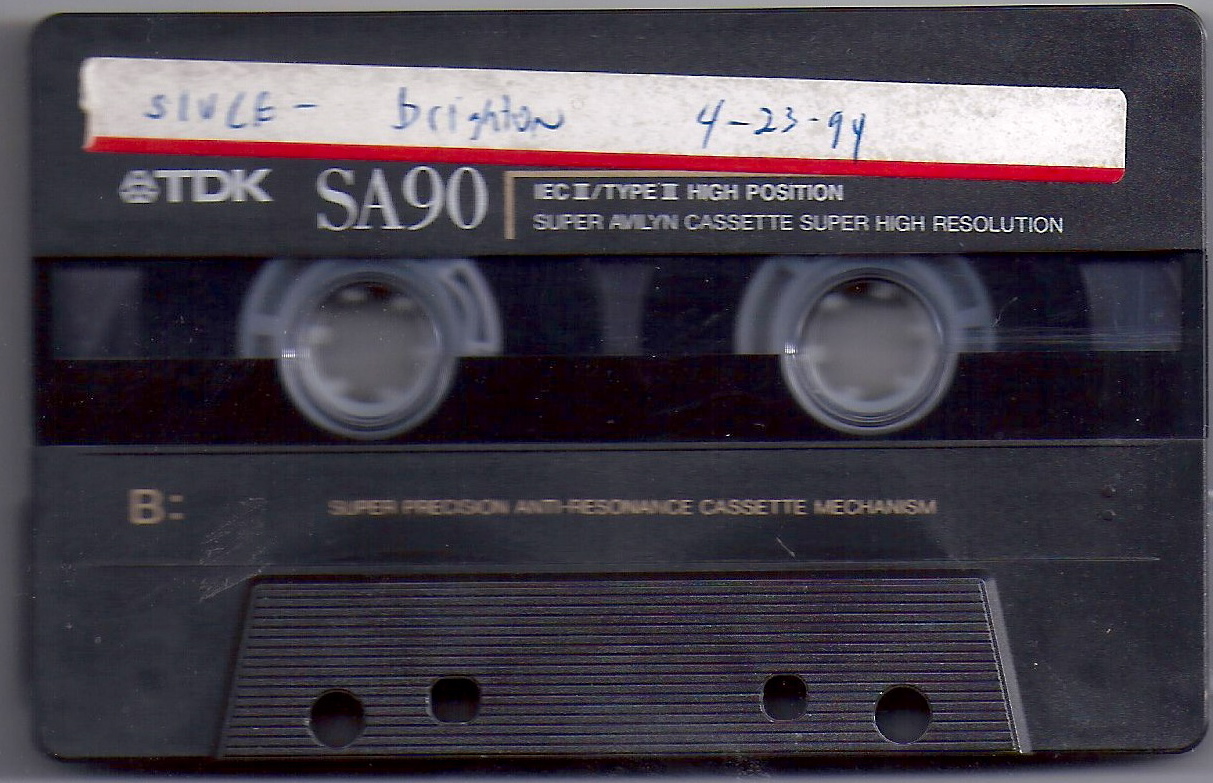 SIVLE - brighton 4-23-94
TDK SA90 IEC II/TYPE II HIGH POSITION
SUPER AVILYN CASSETTE SUPER HIGH RESOLUTION
B: SUPER PRECISION ANTI-RESONANCE CASSETTE MECHANISM